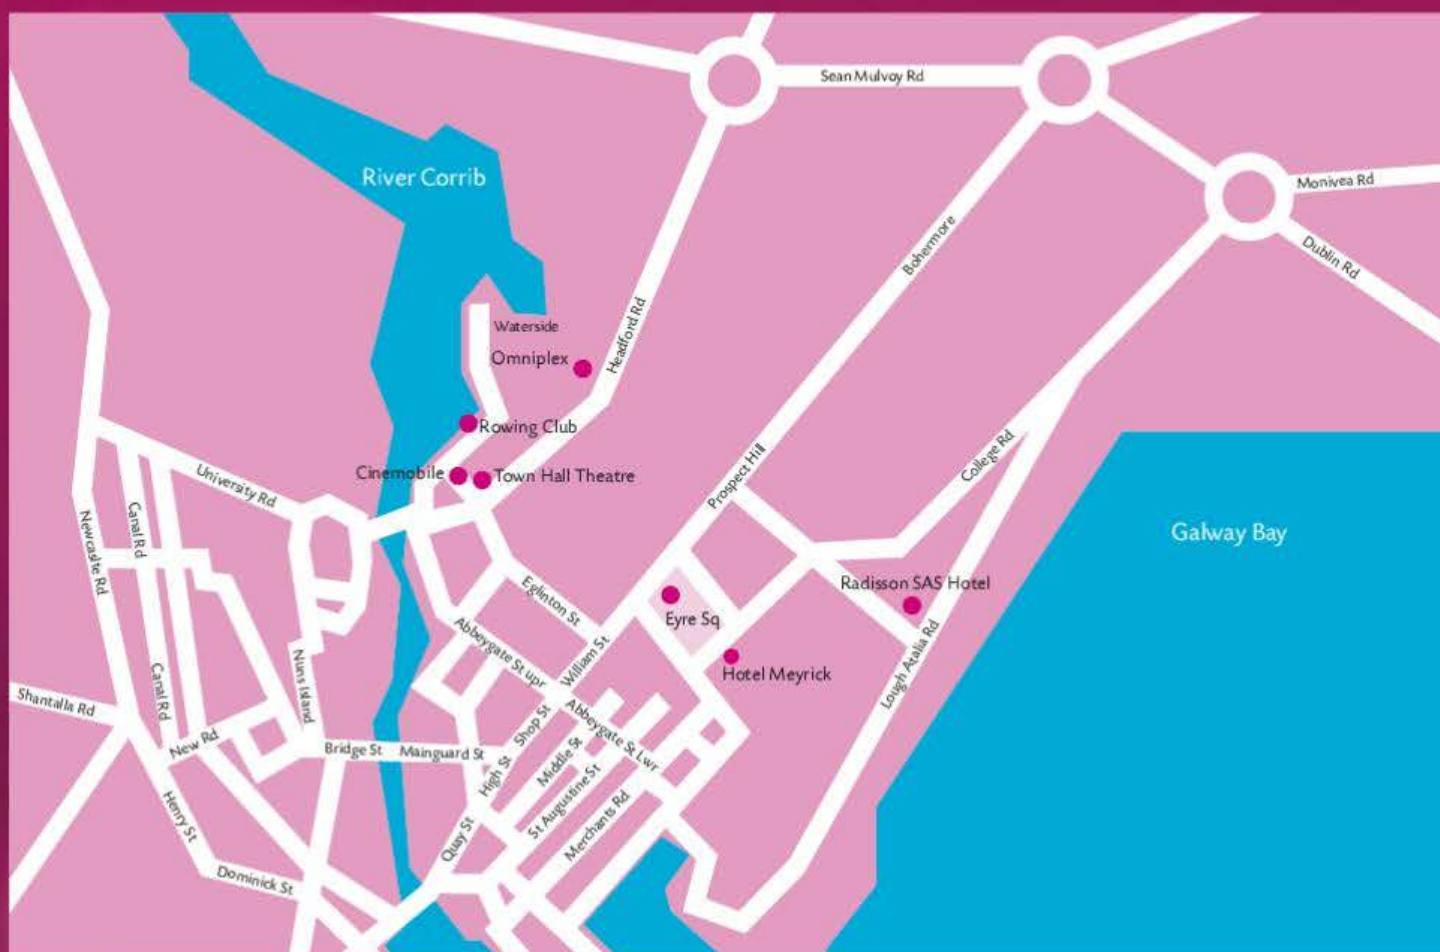 Sean Mulvoy Rd
River Corrib
Monivea Rd
Dublin Rd
Bohermore
Headford Rd
Waterside
Omniplex
Rowing Club
Cinemobile
Town Hall Theatre
University Rd
Prospect Hill
College Rd
Galway Bay
Newcaslte Rd
Canal Rd
Radisson SAS Hotel
Eyre Sq
Eglinton St
Hotel Meyrick
Abbeygate St upr
William St
Lough Atalia Rd
Nuns Island
Canal Rd
Shantalla Rd
New Rd
Bridge St
Mainguard St
Shop St
Abbeygate St Lwr
High St
Middle St
St Augustine St
Merchants Rd
Henry St
Quay St
Dominick St